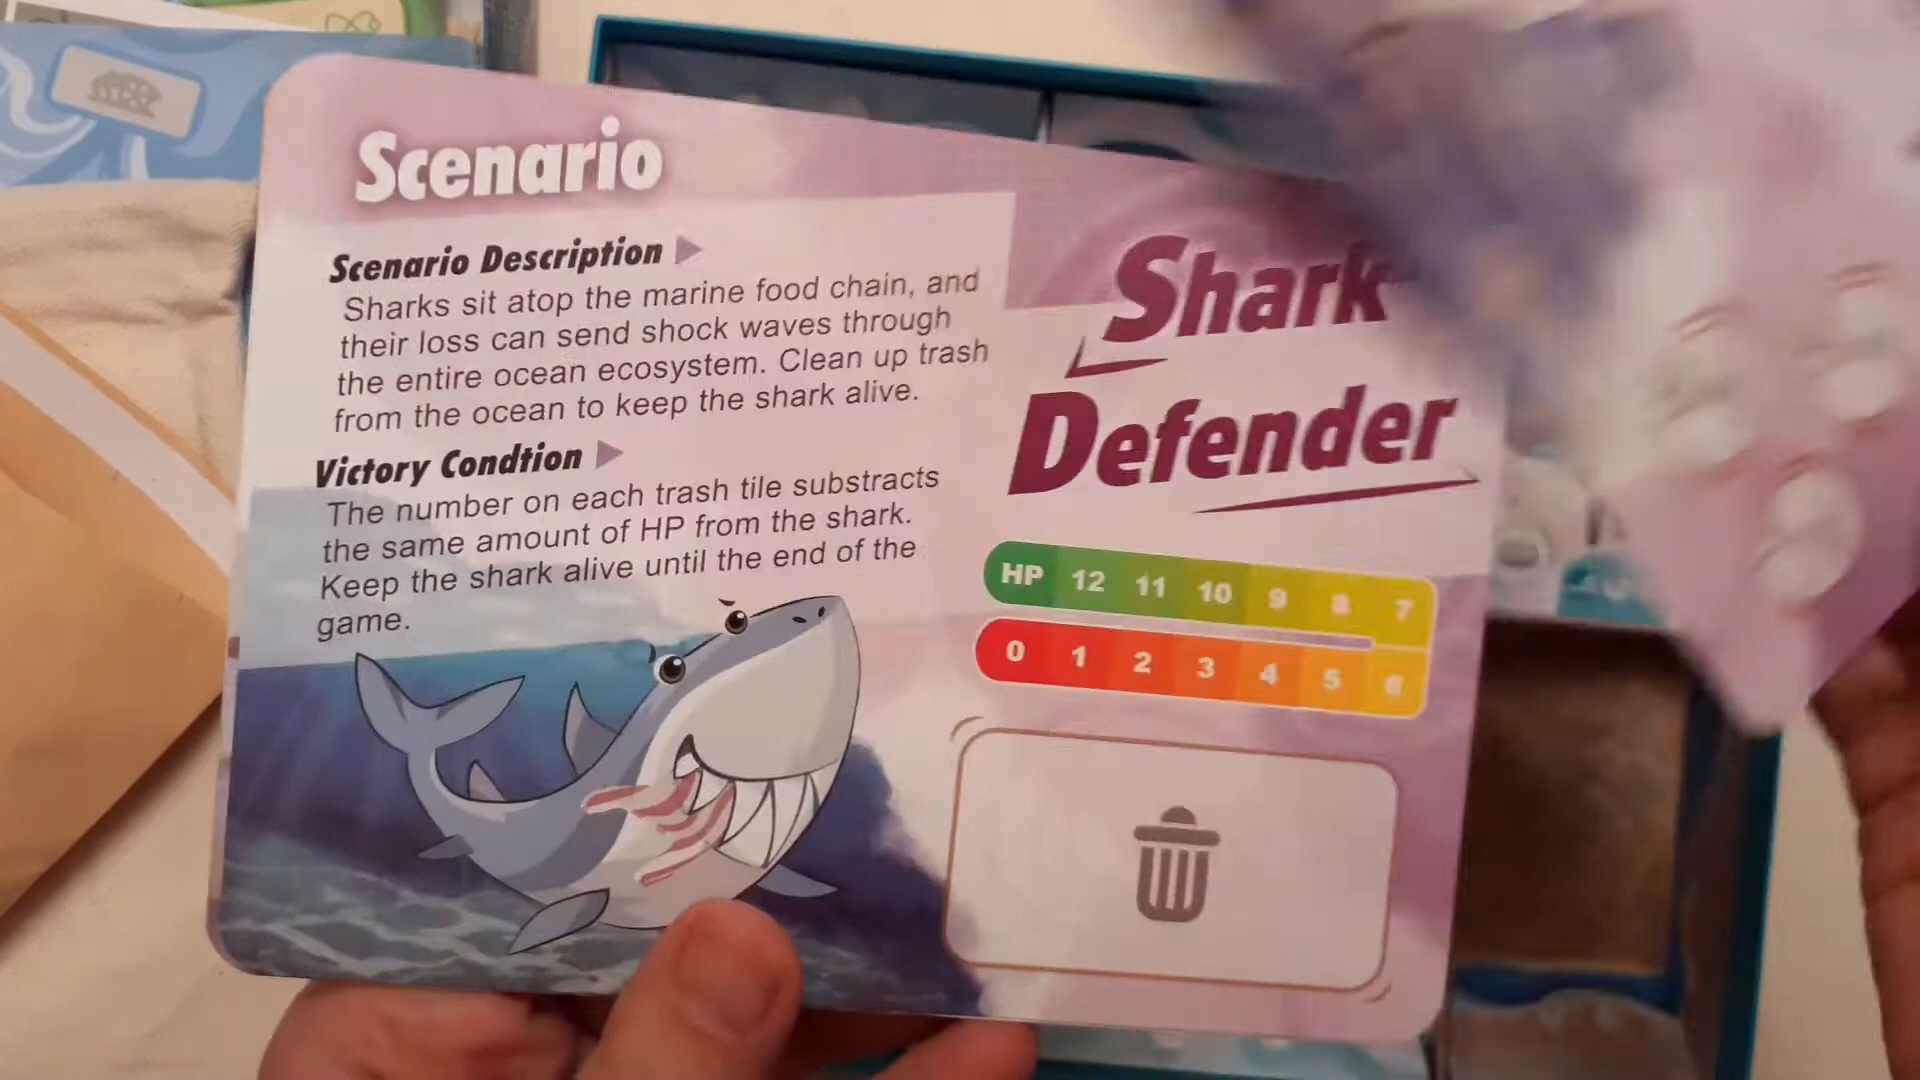 Scenario
Scenario Description
Sharks sit atop the marine food chain, and
their loss can send shock waves through
the entire ocean ecosystem. Clean up trash
from the ocean to keep the shark alive.
Victory Condtion
The number on each trash tile substracts
the same amount of HP from the shark.
Keep the shark alive until the end of the
game.
Shark
Defender
HP 12 11 10 9 8 7
0 1 2 3 4 5 6